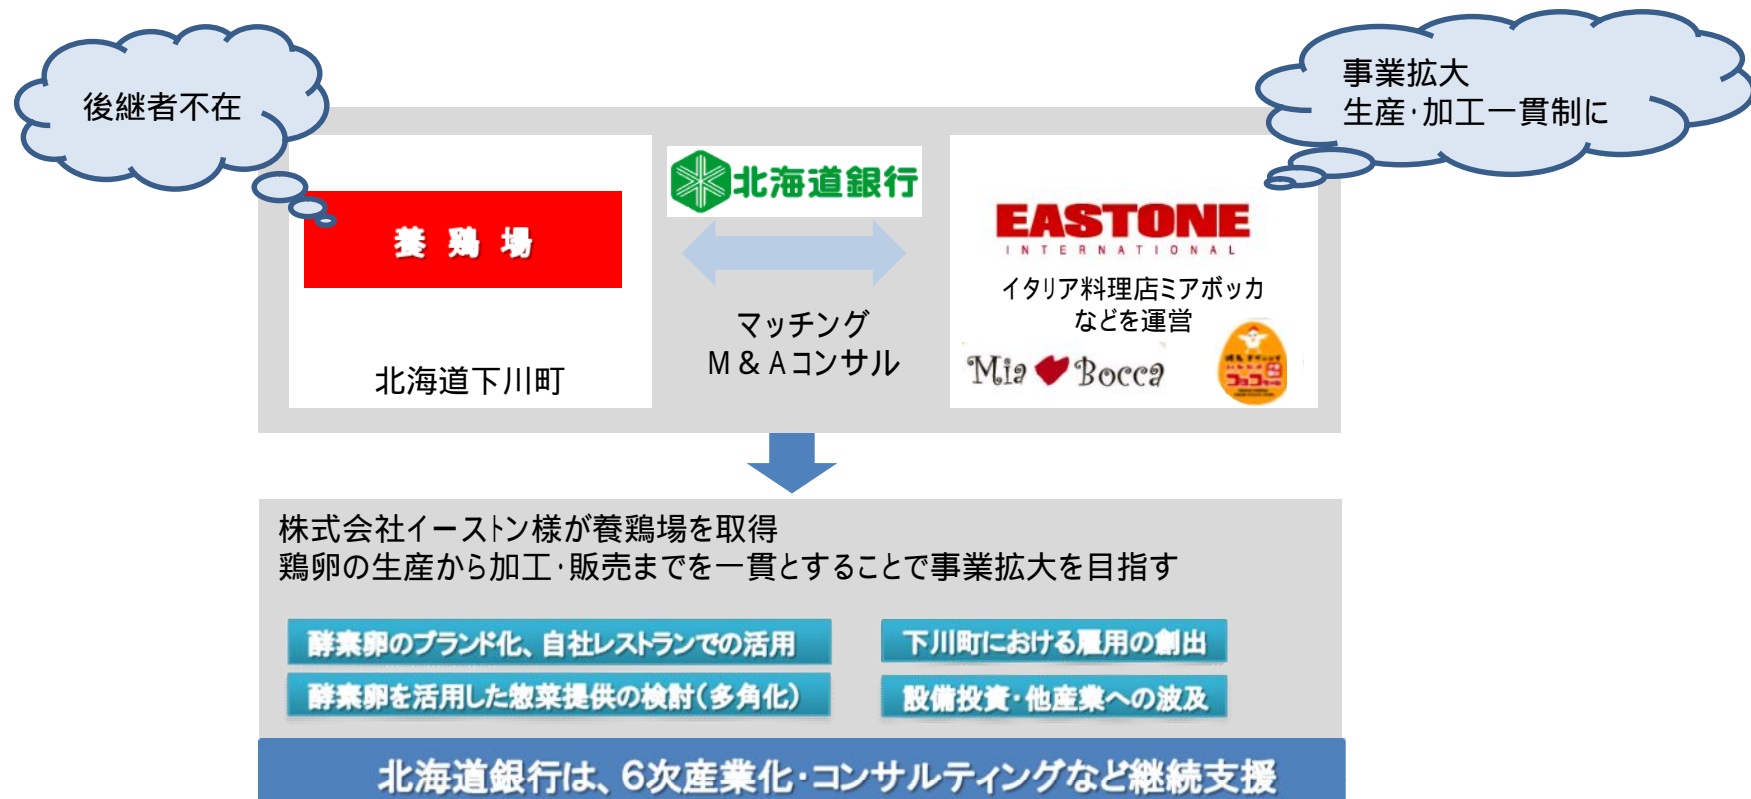 後継者不在
事業拡大
生産・加工一貫制に
養 鶏 場
北海道下川町
北海道銀行
マッチング
M & Aコンサル
EASTONE
INTERNATIONAL
イタリア料理店ミアボッカ
などを運営
Mia Bocca
株式会社イーストン様が養鶏場を取得
鶏卵の生産から加工・販売までを一貫とすることで事業拡大を目指す
酵素卵のブランド化、自社レストランでの活用
下川町における雇用の創出
酵素卵を活用した惣菜提供の検討(多角化)
設備投資・他産業への波及
北海道銀行は、6次産業化・コンサルティングなど継続支援